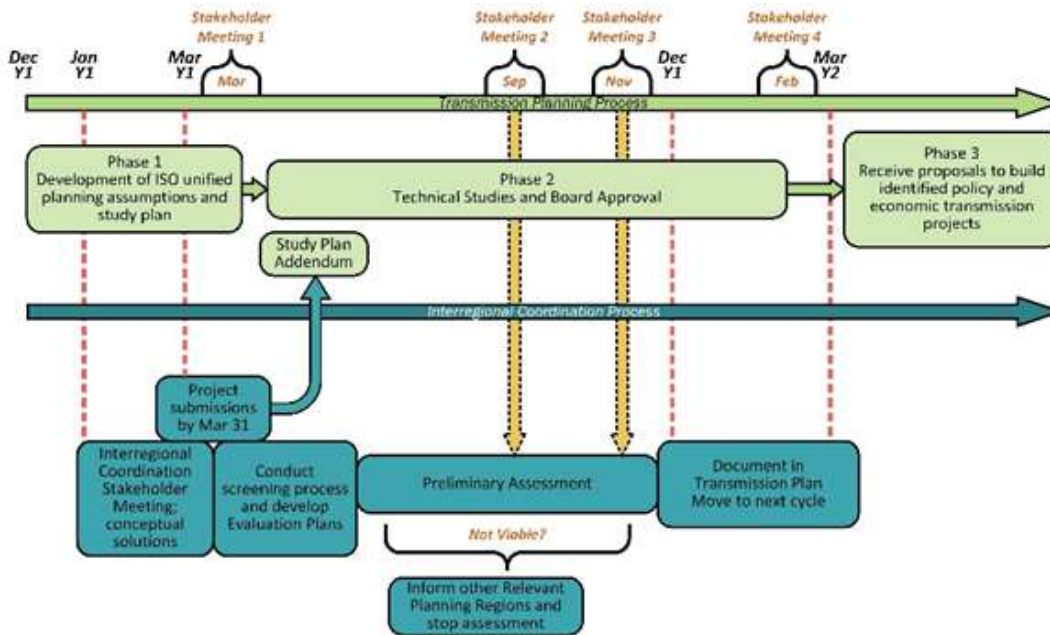 Stakeholder
Meeting 1
Stakeholder
Meeting 2
Stakeholder
Meeting 3
Stakeholder
Meeting 4
Dec
Y1
Jan
Y1
Mar
Y1
Mar
Sep
Nov
Dec
Y1
Feb
Mar
Y2
Transmission Planning Process
Phase 1
Development of ISO unified
planning assumptions and
study plan
Phase 2
Technical Studies and Board Approval
Phase 3
Receive proposals to build
identified policy and
economic transmission
projects
Study Plan
Addendum
Interregional Coordination Process
Project
submissions
by Mar 31
Interregional
Coordination
Stakeholder
Meeting;
conceptual
solutions
Conduct
screening process
and develop
Evaluation Plans
Preliminary Assessment
Document in
Transmission Plan
Move to next cycle
Not Viable?
Inform other Relevant
Planning Regions and
stop assessment